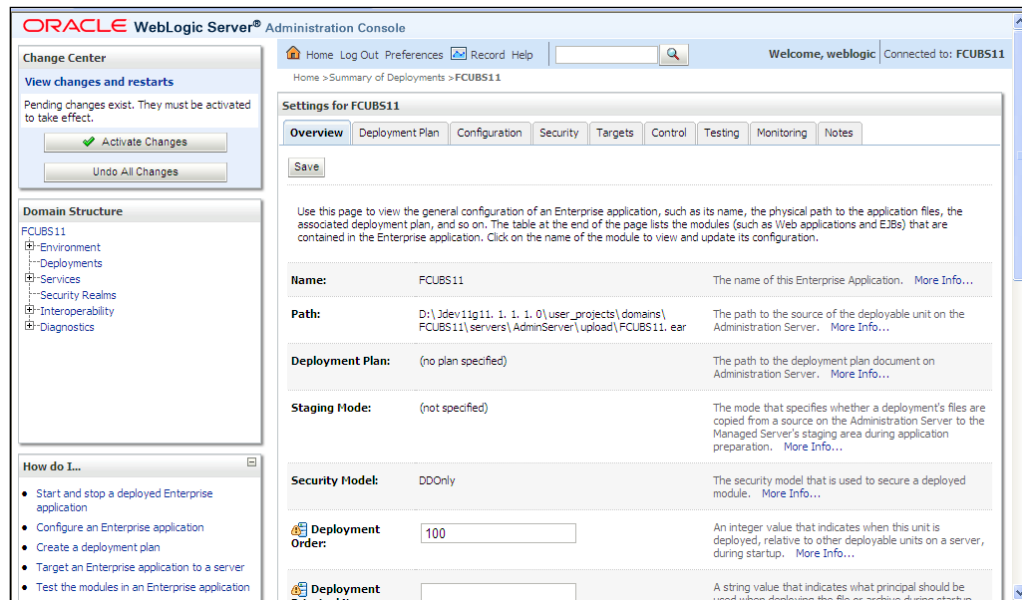 ORACLE WebLogic Server® Administration Console
Change Center
View changes and restarts
Pending changes exist. They must be activated
to take effect.
Activate Changes
Undo All Changes
Domain Structure
FCUBS11
Environment
Deployments
Services
Security Realms
Interoperability
Diagnostics
How do I...
Start and stop a deployed Enterprise
application
Configure an Enterprise application
Create a deployment plan
Target an Enterprise application to a server
Test the modules in an Enterprise application
Home Log Out Preferences Record Help
Welcome, weblogic Connected to: FCUBS11
Home >Summary of Deployments >FCUBS11
Settings for FCUBS11
Overview Deployment Plan Configuration Security Targets Control Testing Monitoring Notes
Save
Use this page to view the general configuration of an Enterprise application, such as its name, the physical path to the application files, the
associated deployment plan, and so on. The table at the end of the page lists the modules (such as Web applications and EJBs) that are
contained in the Enterprise application. Click on the name of the module to view and update its configuration.
Name: FCUBS11 The name of this Enterprise Application. More Info...
Path: D:\Jdev11g11. 1. 1. 1. 0\user_projects\domains\
FCUBS11\servers\AdminServer\upload\FCUBS11. ear
The path to the source of the deployable unit on the
Administration Server. More Info...
Deployment Plan: (no plan specified) The path to the deployment plan document on
Administration Server. More Info...
Staging Mode: (not specified) The mode that specifies whether a deployment's files are
copied from a source on the Administration Server to the
Managed Server's staging area during application
preparation. More Info...
Security Model: DDOnly The security model that is used to secure a deployed
module. More Info...
Deployment
Order:
100
An integer value that indicates when this unit is
deployed, relative to other deployable units on a server,
during startup. More Info...
Deployment
A string value that indicates what principal should be
used when deploying the file or archive during startup